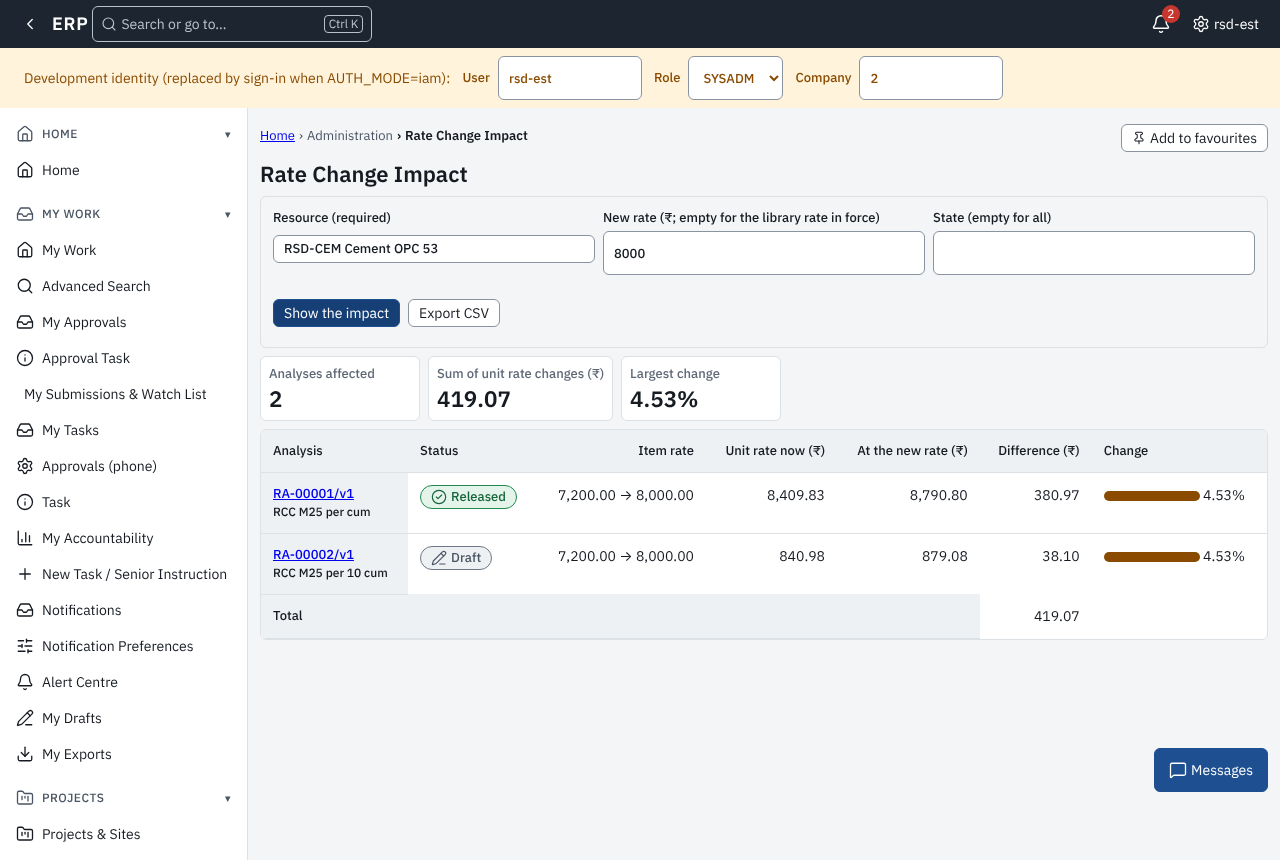 ERP
Search or go to...
Ctrl K
2
rsd-est
Development identity (replaced by sign-in when AUTH_MODE=iam):
User
rsd-est
Role
SYSADM
Company
2
HOME
Home
MY WORK
My Work
Advanced Search
My Approvals
Approval Task
My Submissions & Watch List
My Tasks
Approvals (phone)
Task
My Accountability
New Task / Senior Instruction
Notifications
Notification Preferences
Alert Centre
My Drafts
My Exports
PROJECTS
Projects & Sites
Home › Administration › Rate Change Impact
Add to favourites
Rate Change Impact
Resource (required)
RSD-CEM Cement OPC 53
New rate (₹; empty for the library rate in force)
8000
State (empty for all)
Show the impact
Export CSV
Analyses affected
2
Sum of unit rate changes (₹)
419.07
Largest change
4.53%
Analysis Status Item rate Unit rate now (₹) At the new rate (₹) Difference (₹) Change
RA-00001/v1 Released 7,200.00 → 8,000.00 8,409.83 8,790.80 380.97 4.53%
RCC M25 per cum
RA-00002/v1 Draft 7,200.00 → 8,000.00 840.98 879.08 38.10 4.53%
RCC M25 per 10 cum
Total 419.07
Messages